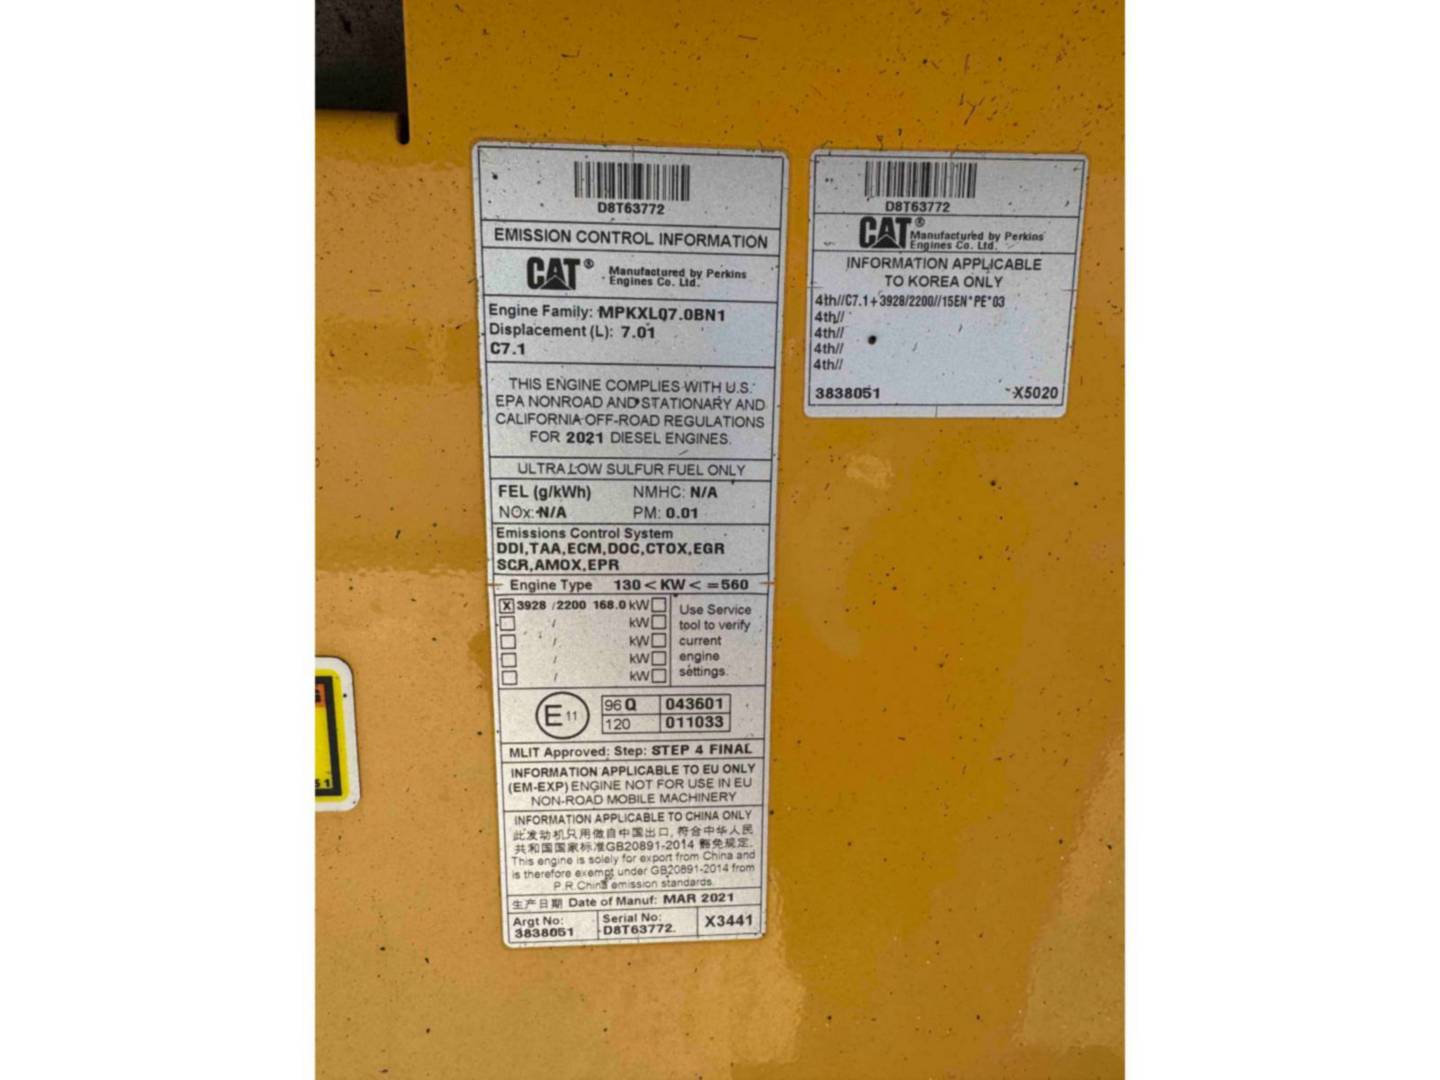 D8T63772
EMISSION CONTROL INFORMATION
CAT® Manufactured by Perkins
Engines Co. Ltd.
Engine Family: MPKXL07.0BN1
Displacement (L): 7.01
C7.1
THIS ENGINE COMPLIES WITH U.S.
EPA NONROAD AND STATIONARY AND
CALIFORNIA OFF-ROAD REGULATIONS
FOR 2021 DIESEL ENGINES.
ULTRA LOW SULFUR FUEL ONLY
FEL (g/kWh) NMHC: N/A
NOx: N/A PM: 0.01
Emissions Control System
DDI,TAA,ECM,DOC,CTOX,EGR
SCR,AMOX,EPR
Engine Type 130 < KW < =560
X 3928 / 2200 168.0 kW Use Service
/ kW tool to verify
/ kW current
/ kW engine
/ kW settings.
E 11 96 Q 043601
120 011033
MLIT Approved: Step: STEP 4 FINAL
INFORMATION APPLICABLE TO EU ONLY
(EM-EXP) ENGINE NOT FOR USE IN EU
NON-ROAD MOBILE MACHINERY
INFORMATION APPLICABLE TO CHINA ONLY
此发动机只用做自中国出口, 符合中华人民
共和国国家标准GB20891-2014 豁免规定.
This engine is solely for export from China and
is therefore exempt under GB20891-2014 from
P.R.China emission standards.
生产日期 Date of Manuf: MAR 2021
Argt No: Serial No: X3441
3838051 D8T63772
D8T63772
CAT® Manufactured by Perkins
Engines Co. Ltd.
INFORMATION APPLICABLE
TO KOREA ONLY
4th//C7.1+3928/2200//15EN*PE*03
4th//
4th//
4th//
4th//
3838051 X5020
51